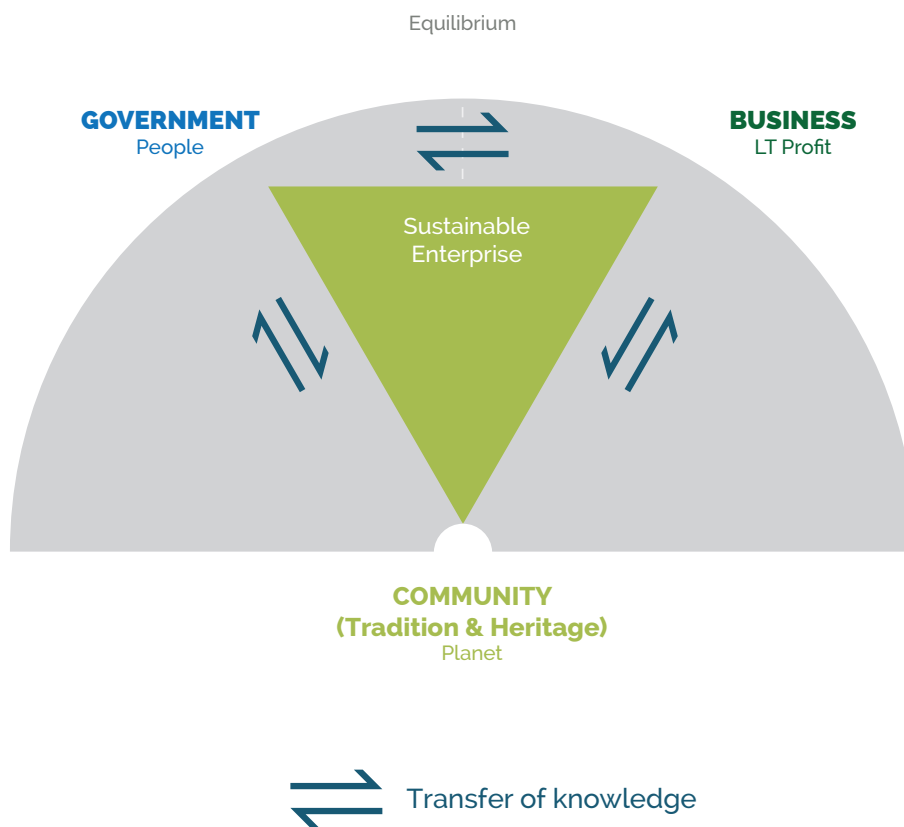 Equilibrium
GOVERNMENT
People
BUSINESS
LT Profit
Sustainable
Enterprise
COMMUNITY
(Tradition & Heritage)
Planet
Transfer of knowledge